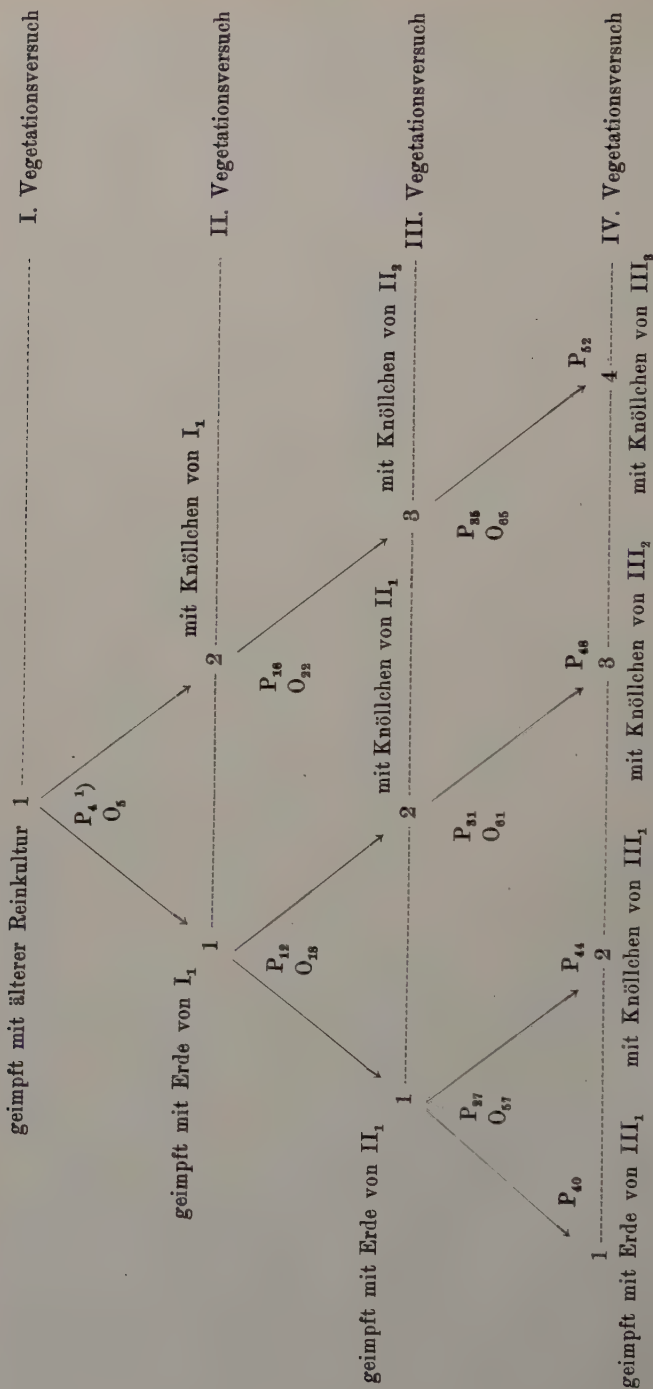 geimpft mit älterer Reinkultur 1 I. Vegetationsversuch
P₄ ¹)
O₅
geimpft mit Erde von I₁ mit Knöllchen von I₁
1 2 II. Vegetationsversuch
P₁₂ P₁₆
O₁₈ O₂₂
geimpft mit Erde von II₁ mit Knöllchen von II₁ mit Knöllchen von II₂
1 2 3 III. Vegetationsversuch
P₂₇ P₃₁ P₃₅
O₅₇ O₆₁ O₆₅
P₄₀ P₄₄ P₄₈ P₅₂
1 2 3 4 IV. Vegetationsversuch
geimpft mit Erde von III₁ mit Knöllchen von III₁ mit Knöllchen von III₂ mit Knöllchen von III₃